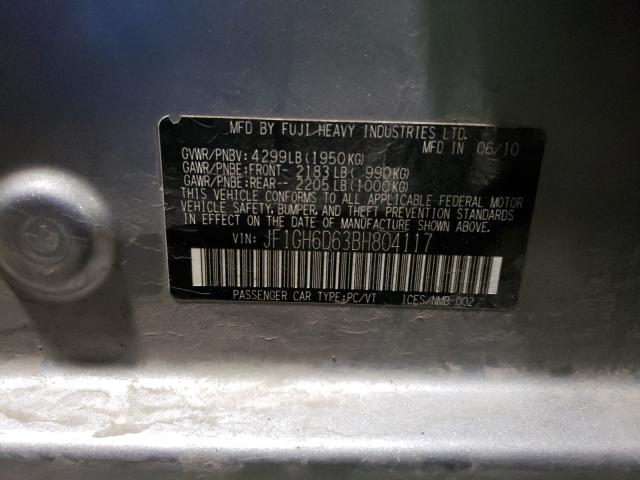 MFD BY FUJI HEAVY INDUSTRIES LTD.
MFD IN 06/10
GVWR/PNBV: 4299LB(1950KG)
GAWR/PNBE:FRONT- 2183LB( 990KG)
GAWR/PNBE:REAR-- 2205LB(1000KG)
THIS VEHICLE CONFORMS TO ALL APPLICABLE FEDERAL MOTOR
VEHICLE SAFETY, BUMPER, AND THEFT PREVENTION STANDARDS
IN EFFECT ON THE DATE OF MANUFACTURE SHOWN ABOVE.
VIN: JF1GH6D63BH804117
PASSENGER CAR TYPE:PC/VT ICES/NMB-002